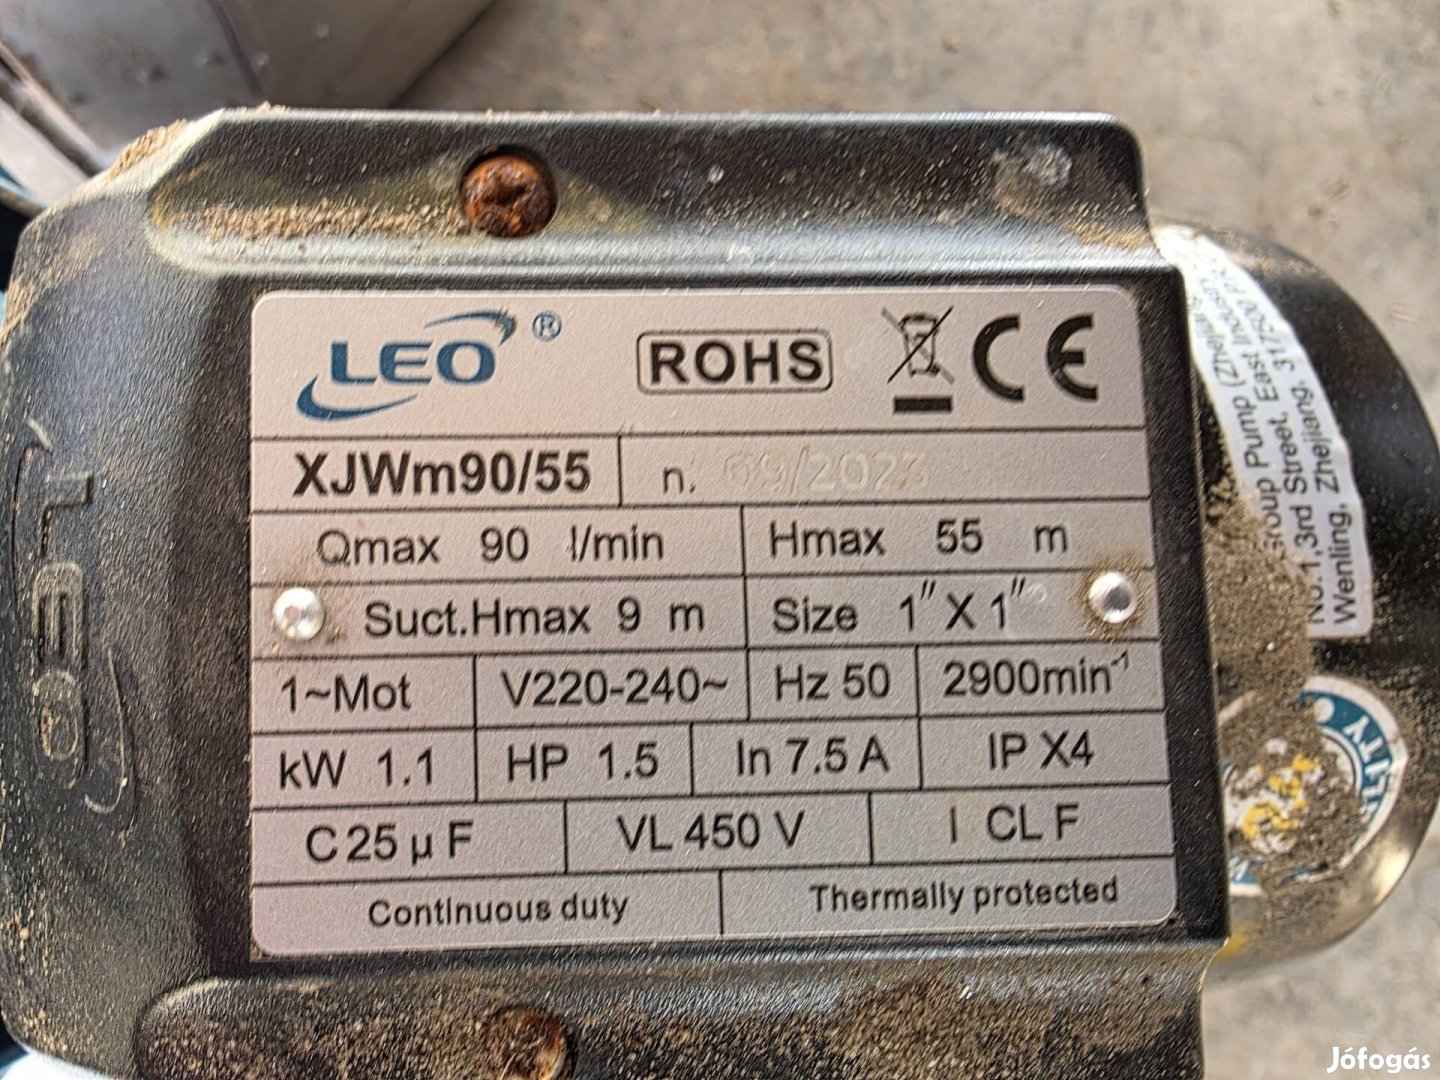 LEO ®
ROHS
CE
XJWm90/55 n. 09/2023
Qmax 90 l/min Hmax 55 m
Suct.Hmax 9 m Size 1" X 1"
1~Mot V220-240~ Hz 50 2900min⁻¹
kW 1.1 HP 1.5 In 7.5 A IP X4
C 25 µ F VL 450 V I CL F
Continuous duty Thermally protected
LEO
Group Pump (Zhejiang
No.1,3rd Street, East
Wenling, Zhejiang, 317500
Jófogás